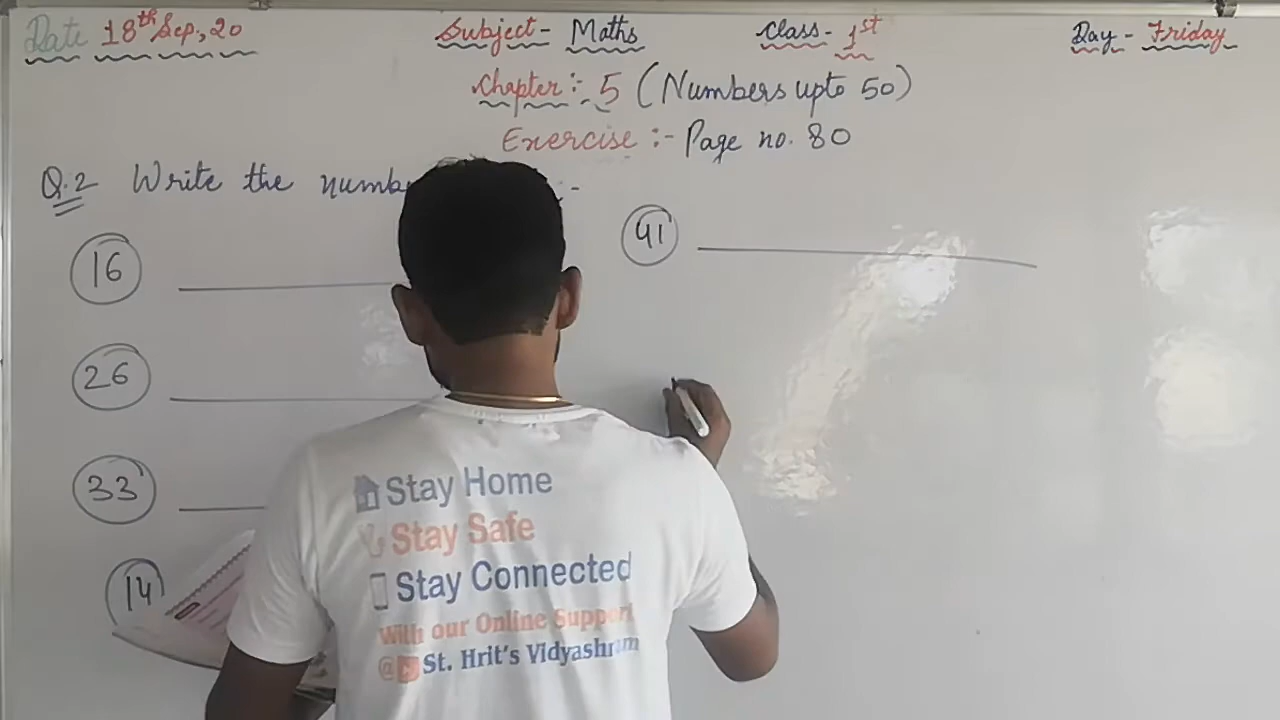 Date 18th Sep, 20 Subject- Maths Class- 1st Day- Friday
Chapter:- 5 (Numbers upto 50)
Exercise:- Page no. 80
Q.2 Write the numb :-
16
26
33
14
41
Stay Home
Stay Safe
Stay Connected
With our Online Support
@ St. Hrit's Vidyashram